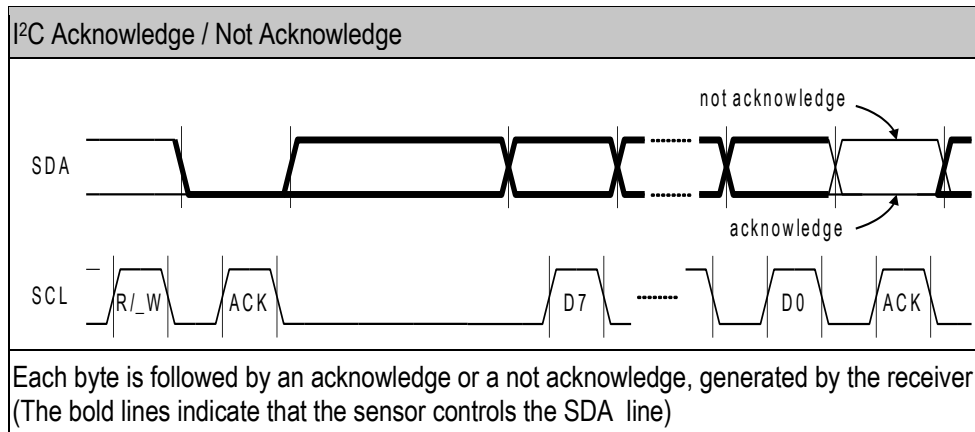 I²C Acknowledge / Not Acknowledge
not acknowledge
SDA
acknowledge
SCL R/_W ACK D7 D0 ACK
Each byte is followed by an acknowledge or a not acknowledge, generated by the receiver
(The bold lines indicate that the sensor controls the SDA line)